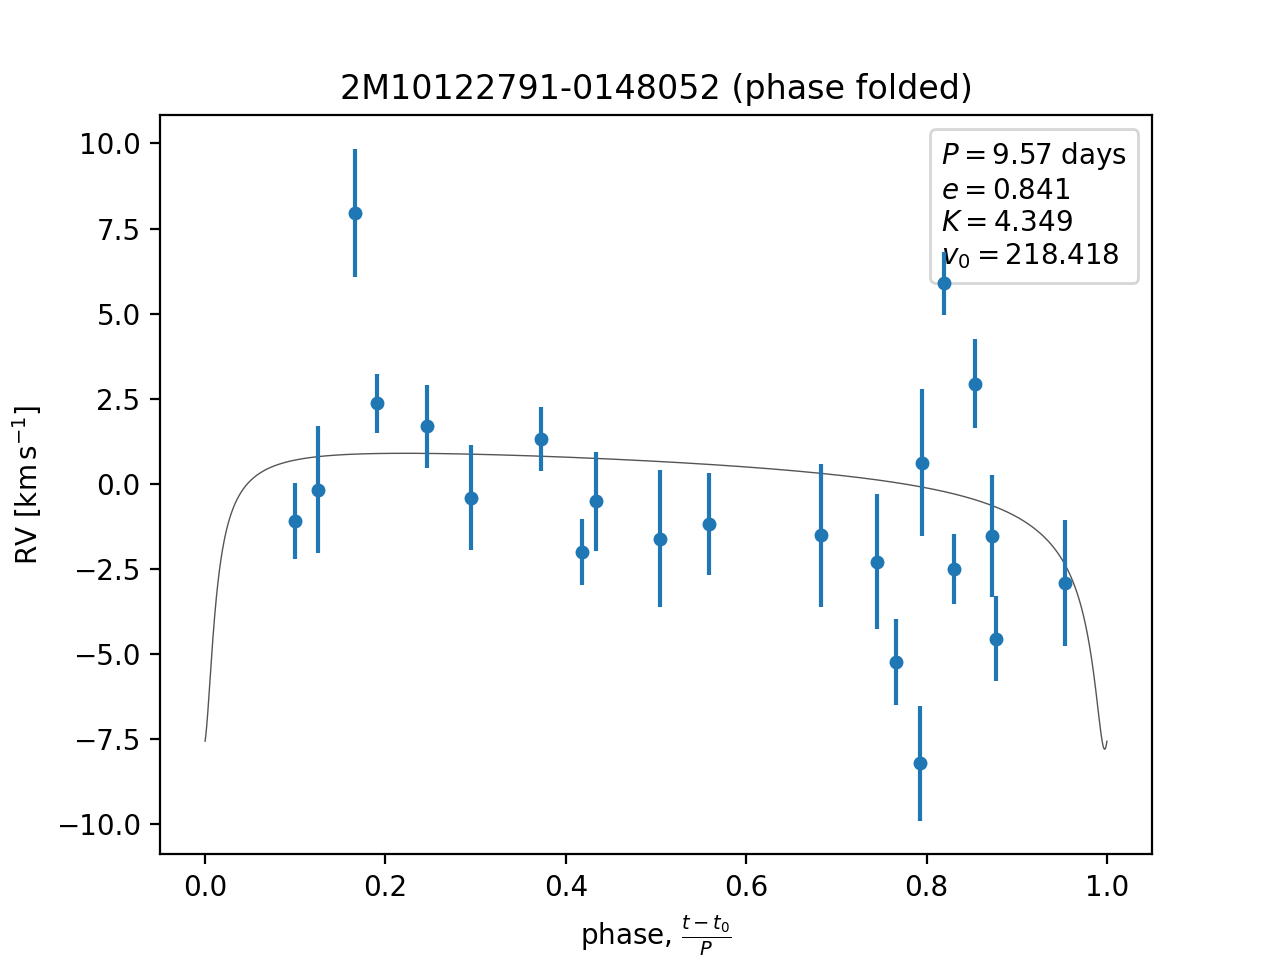 2M10122791-0148052 (phase folded)
P = 9.57 days
e = 0.841
K = 4.349
v₀ = 218.418
RV [km s⁻¹]
10.0
7.5
5.0
2.5
0.0
−2.5
−5.0
−7.5
−10.0
0.0 0.2 0.4 0.6 0.8 1.0
phase, (t − t₀)/P